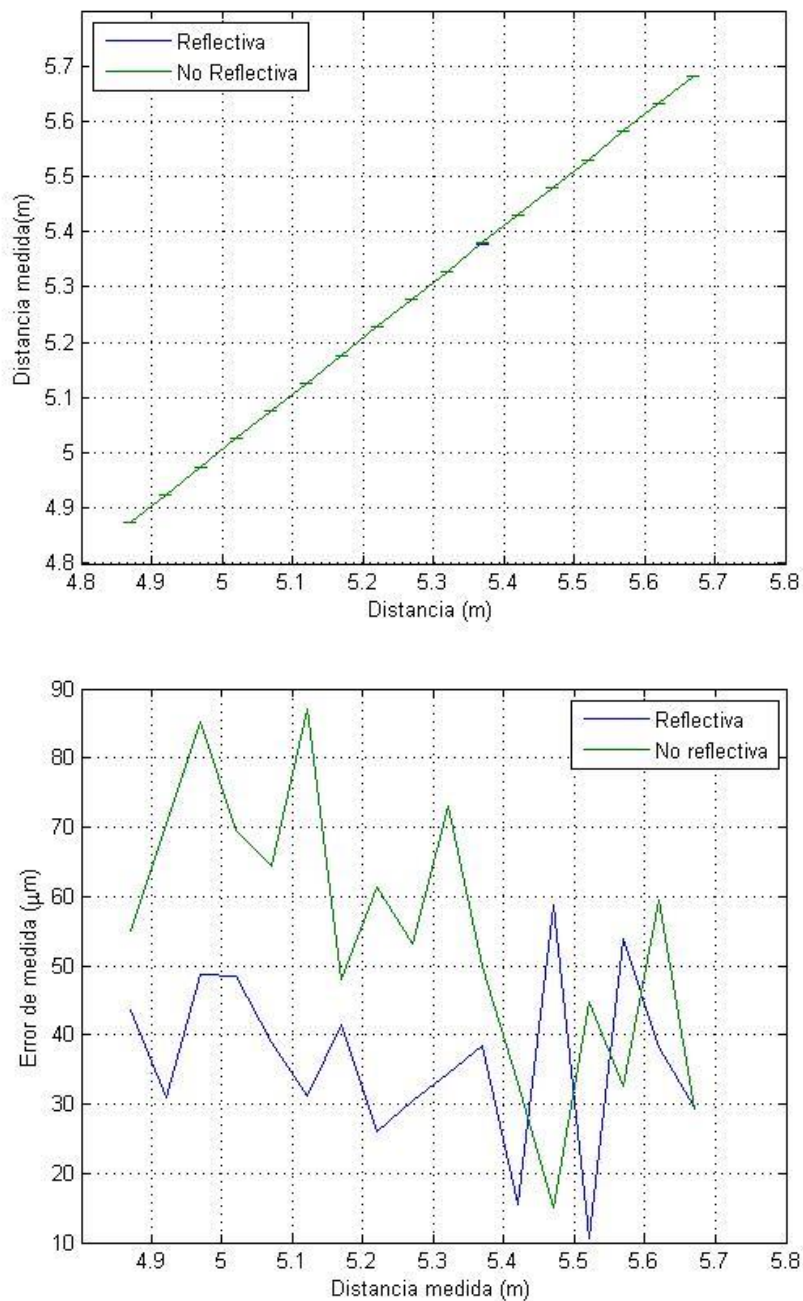 Reflectiva
No Reflectiva
5.7
5.6
5.5
5.4
5.3
5.2
5.1
5
4.9
4.8
Distancia medida(m)
4.8 4.9 5 5.1 5.2 5.3 5.4 5.5 5.6 5.7 5.8
Distancia (m)
Reflectiva
No reflectiva
90
80
70
60
50
40
30
20
10
Error de medida (μm)
4.9 5 5.1 5.2 5.3 5.4 5.5 5.6 5.7 5.8
Distancia medida (m)